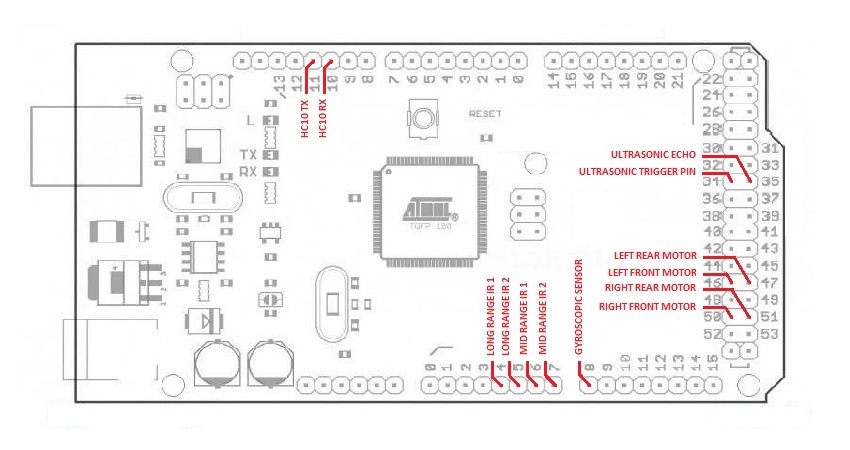 13 12 11 10 9 8 7 6 5 4 3 2 1 0 14 15 16 17 18 19 20 21
HC10 TX
HC10 RX
L
TX
RX
RESET
ATMEL®
TQFP 100
22
24
26
28
30 31
ULTRASONIC ECHO
32 33
ULTRASONIC TRIGGER PIN
34 35
36 37
38 39
40 41
42 43
LEFT REAR MOTOR
44 45
LEFT FRONT MOTOR
46 47
RIGHT REAR MOTOR
48 49
RIGHT FRONT MOTOR
50 51
52 53
LONG RANGE IR 1
LONG RANGE IR 2
MID RANGE IR 1
MID RANGE IR 2
GYROSCOPIC SENSOR
0 1 2 3 4 5 6 7 8 9 10 11 12 13 14 15